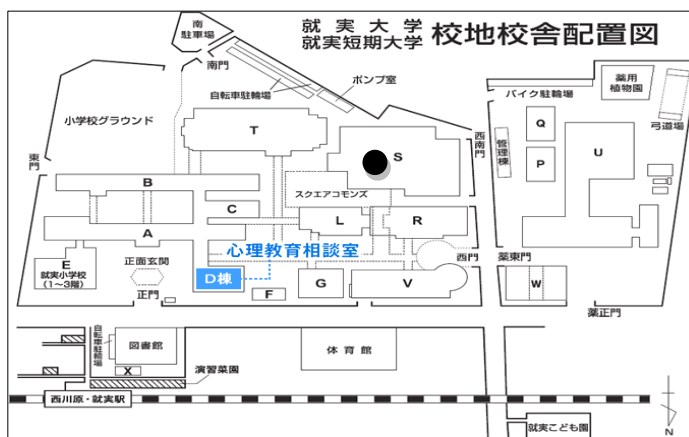 就実大学
就実短期大学
校地校舎配置図
南
駐車場
南門
ポンプ室
自転車駐輪場
バイク駐輪場
薬用
植物園
弓道場
小学校グラウンド
T
西南門
管理棟
Q
P
U
東門
S
B
スクエアコモンズ
C
L
R
A
心理教育相談室
E
就実小学校
(1~3階)
正面玄関
D棟
西門
薬東門
正門
F
G
V
W
薬正門
自転車駐輪場
図書館
体育館
X
演習菜園
西川原・就実駅
N
就実こども園